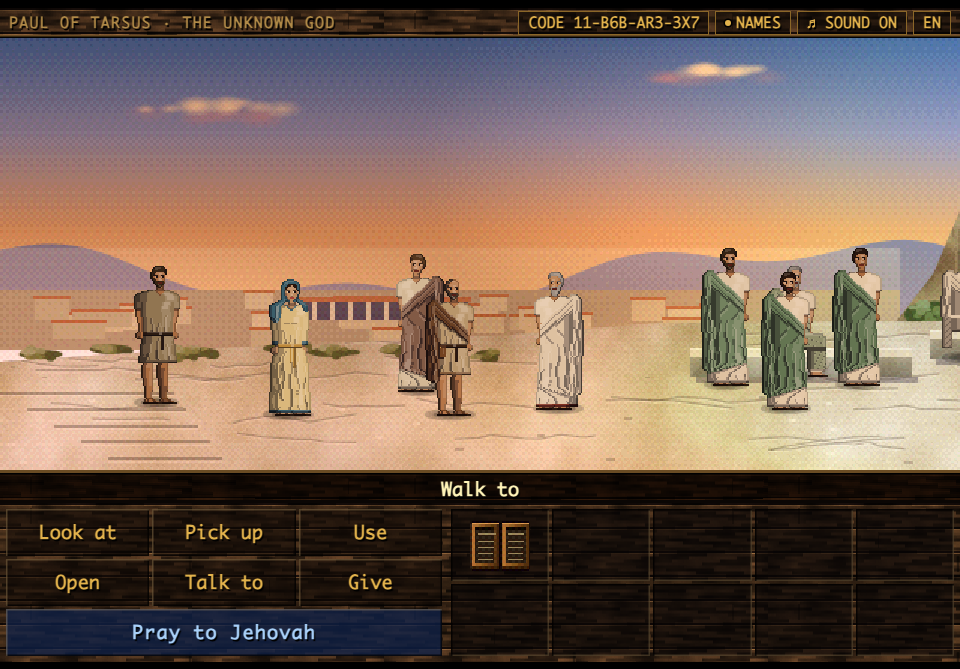 PAUL OF TARSUS · THE UNKNOWN GOD
CODE 11-B6B-AR3-3X7
• NAMES
♬ SOUND ON
EN
Walk to
Look at
Pick up
Use
Open
Talk to
Give
Pray to Jehovah